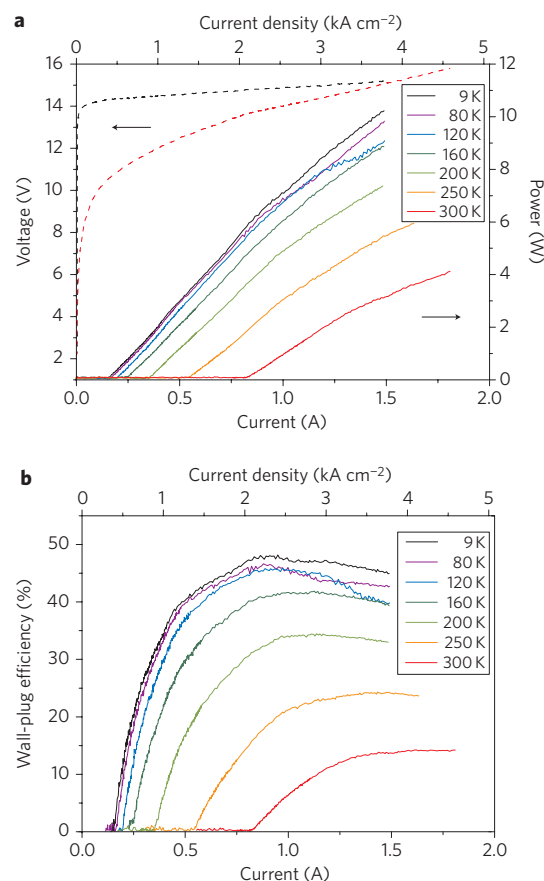 a
Current density (kA cm⁻²)
0 1 2 3 4 5
16 12
14 10
12 8
10 6
8 4
6 2
4 0
2
Voltage (V)
Power (W)
9 K
80 K
120 K
160 K
200 K
250 K
300 K
0.0 0.5 1.0 1.5 2.0
Current (A)
b
Current density (kA cm⁻²)
0 1 2 3 4 5
50
40
30
20
10
0
Wall-plug efficiency (%)
9 K
80 K
120 K
160 K
200 K
250 K
300 K
0.0 0.5 1.0 1.5 2.0
Current (A)